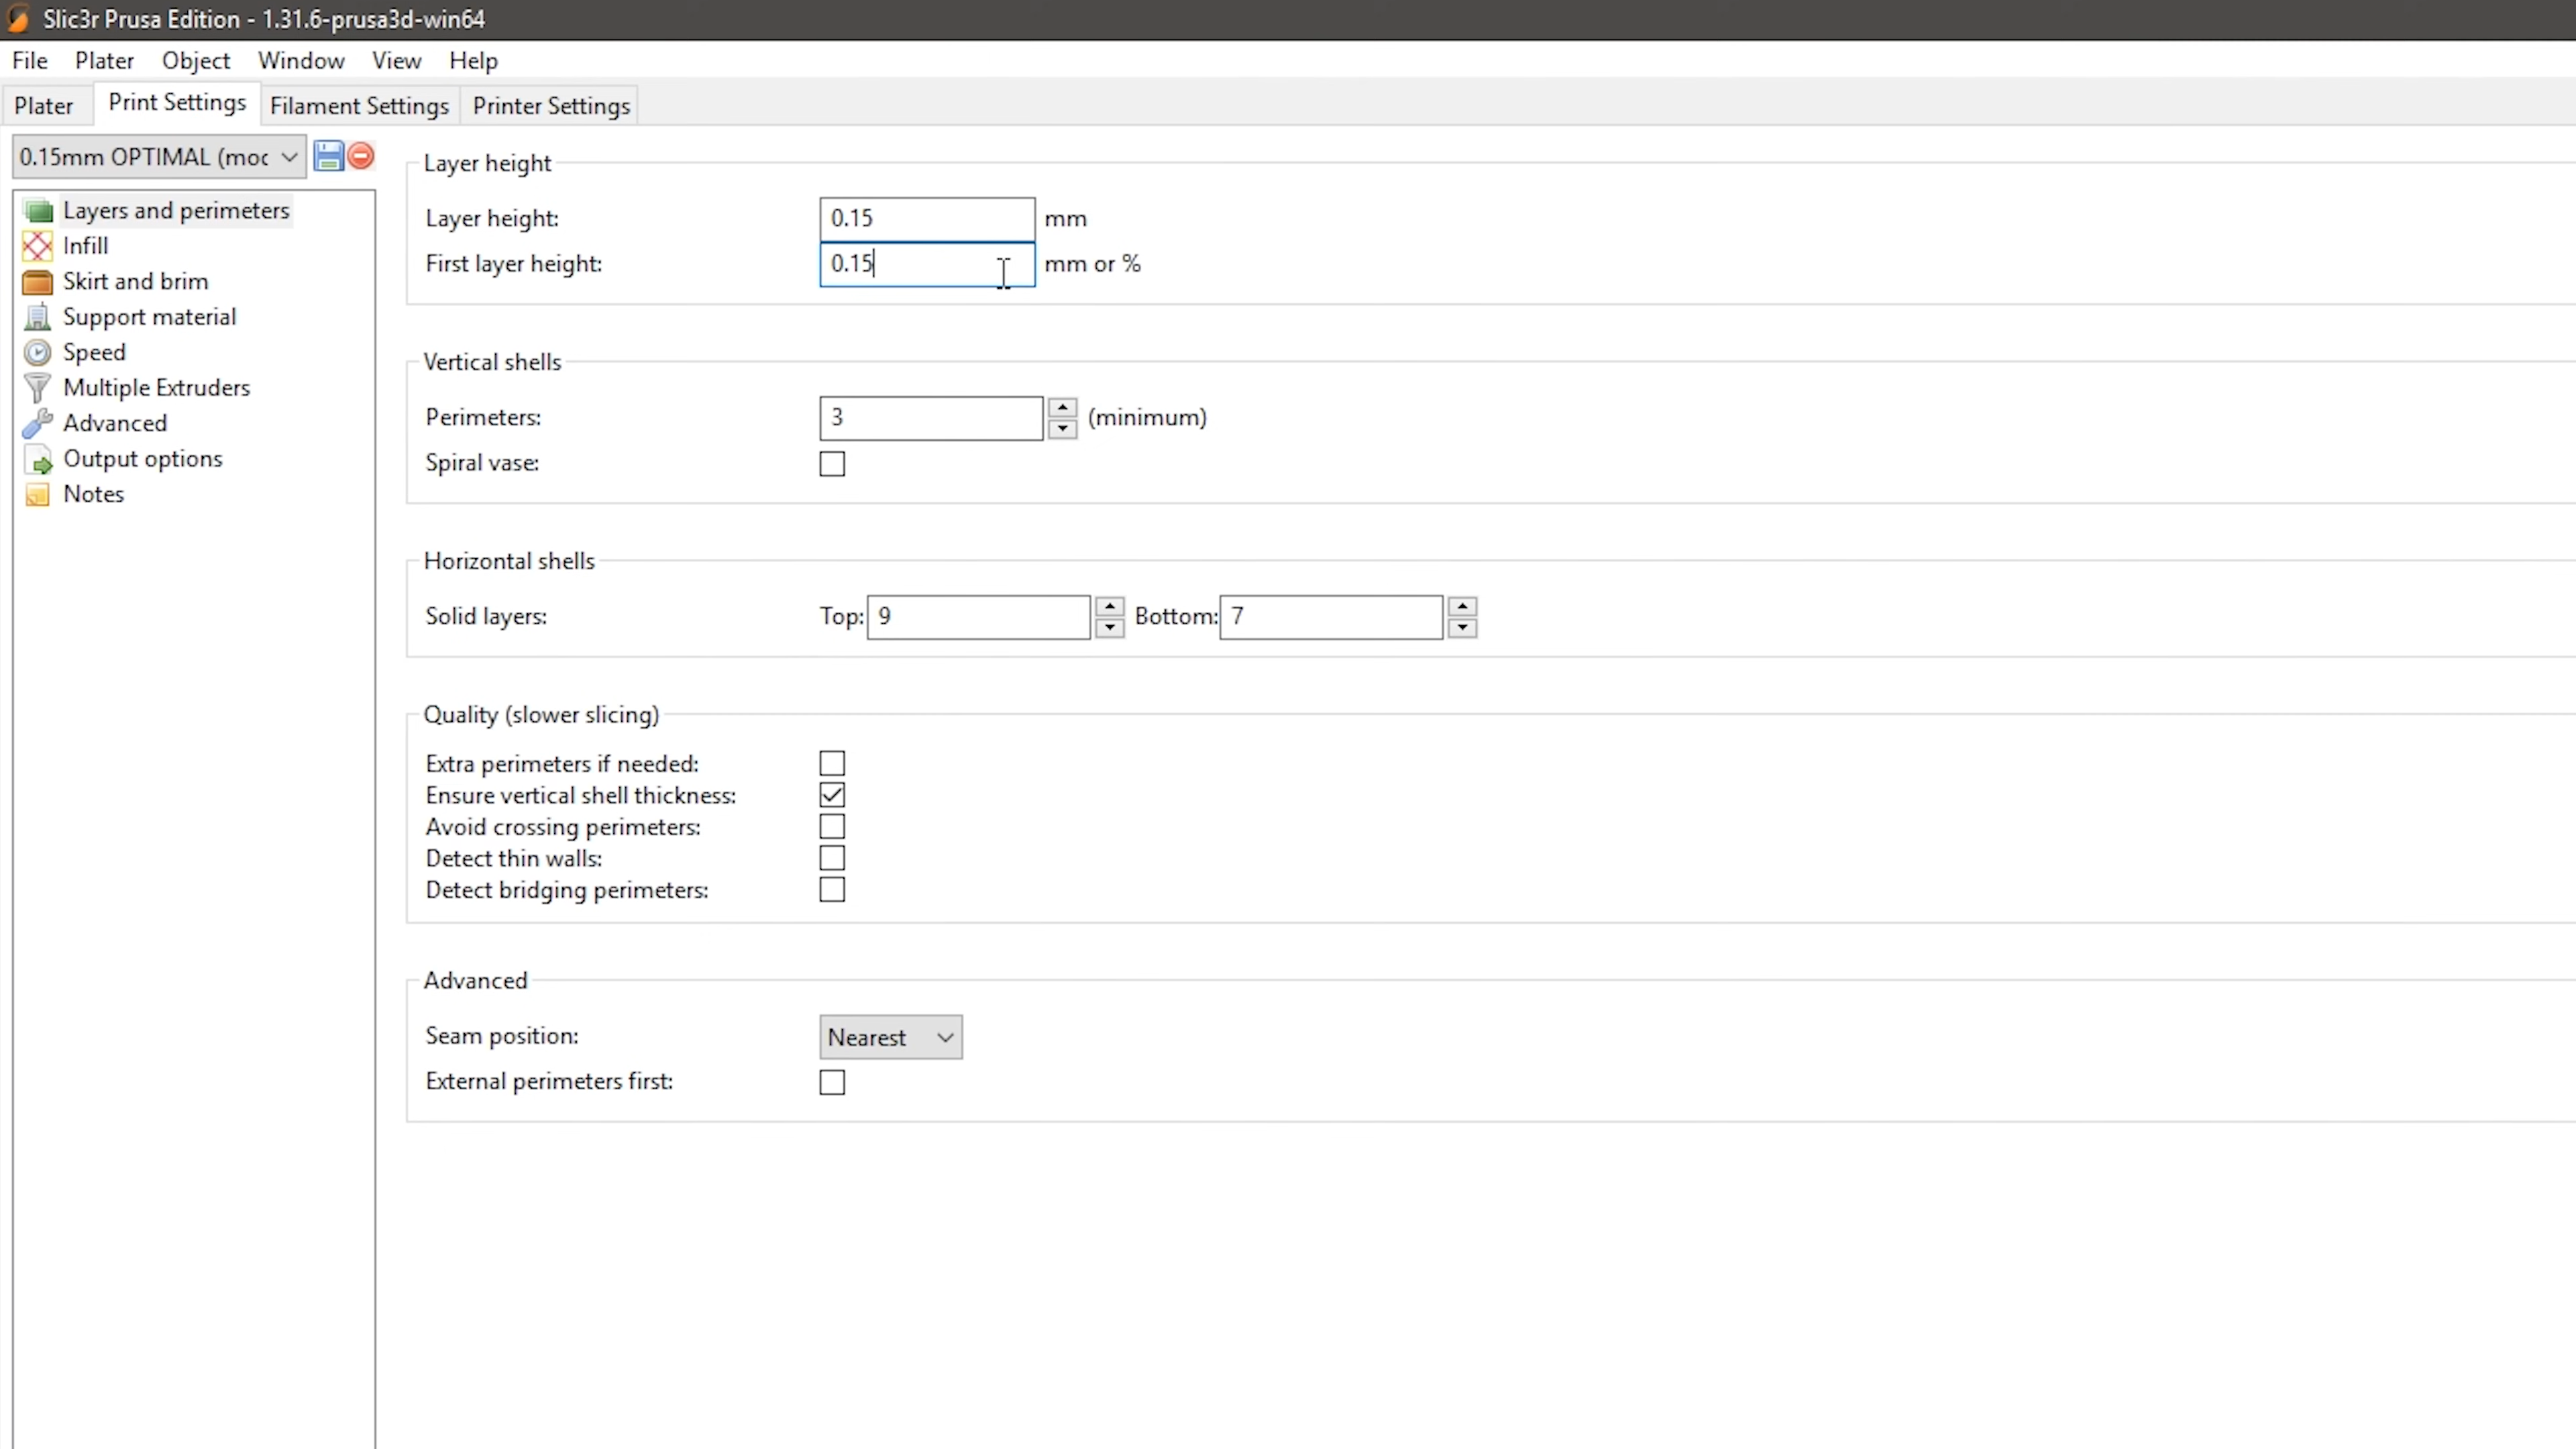 Slic3r Prusa Edition - 1.31.6-prusa3d-win64
File Plater Object Window View Help
Plater Print Settings Filament Settings Printer Settings
0.15mm OPTIMAL (moc
Layers and perimeters
Infill
Skirt and brim
Support material
Speed
Multiple Extruders
Advanced
Output options
Notes
Layer height
Layer height: 0.15 mm
First layer height: 0.15 mm or %
Vertical shells
Perimeters: 3 (minimum)
Spiral vase:
Horizontal shells
Solid layers: Top: 9 Bottom: 7
Quality (slower slicing)
Extra perimeters if needed:
Ensure vertical shell thickness:
Avoid crossing perimeters:
Detect thin walls:
Detect bridging perimeters:
Advanced
Seam position: Nearest
External perimeters first: